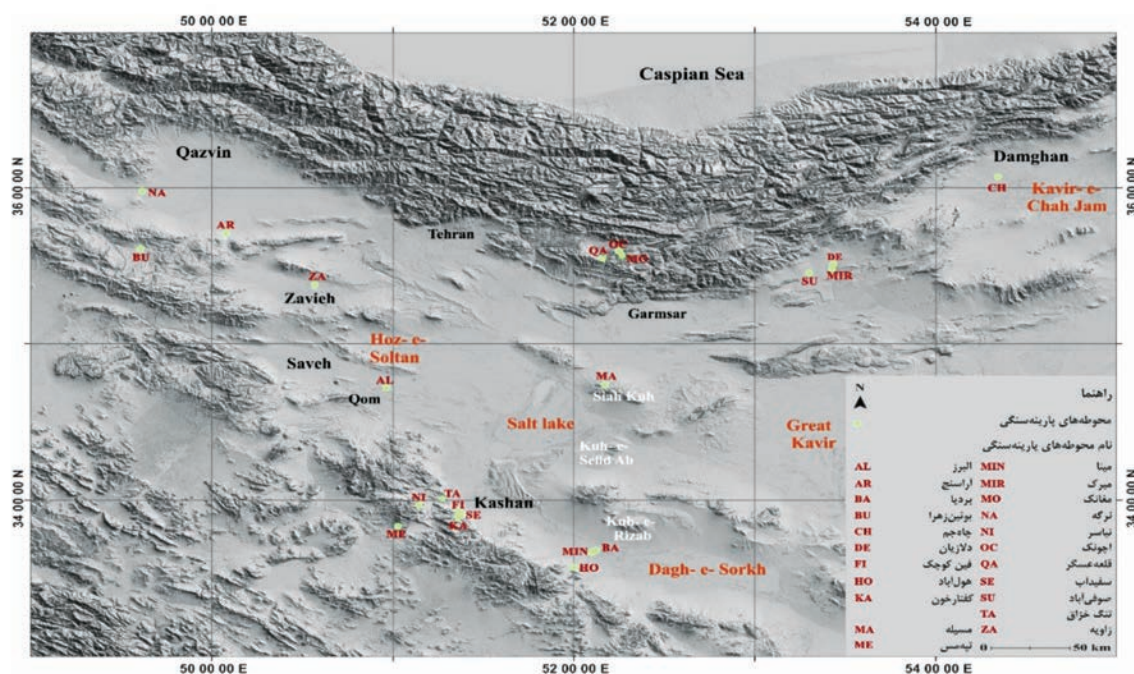 50 00 00 E 52 00 00 E 54 00 00 E
Caspian Sea
Qazvin
Damghan
36 00 00 N
36 00 00 N
NA
CH
Kavir- e-
Chah Jam
AR
Tehran
OC
QA
MO
BU
DE
SU
MIR
ZA
Zavieh
Garmsar
Hoz- e-
Soltan
Saveh
AL
Qom
MA
Siah Kuh
Salt lake
Great
Kavir
Kuh- e-
Sefid Ab
NI
TA
FI
Kashan
SE
KA
ME
34 00 00 N
34 00 00 N
Kuh- e-
Rizab
MIN
BA
HO
Dagh- e- Sorkh
N
راهنما
محوطه‌های پارینه‌سنگی
نام محوطه‌های پارینه‌سنگی
AL البرز MIN مینا
AR اراسنج MIR میرک
BA بردیا MO مغانک
BU بوئین‌زهرا NA نرگه
CH چاه‌جم NI نیاسر
DE دلازیان OC اچونک
FI فین کوچک QA قلعه‌عسگر
HO هول‌آباد SE سفیداب
KA کفتارخون SU صوفی‌آباد
TA تنگ خزاق
MA مسیله ZA زاویه
ME تپه‌مس 0 50 km
50 00 00 E 52 00 00 E 54 00 00 E